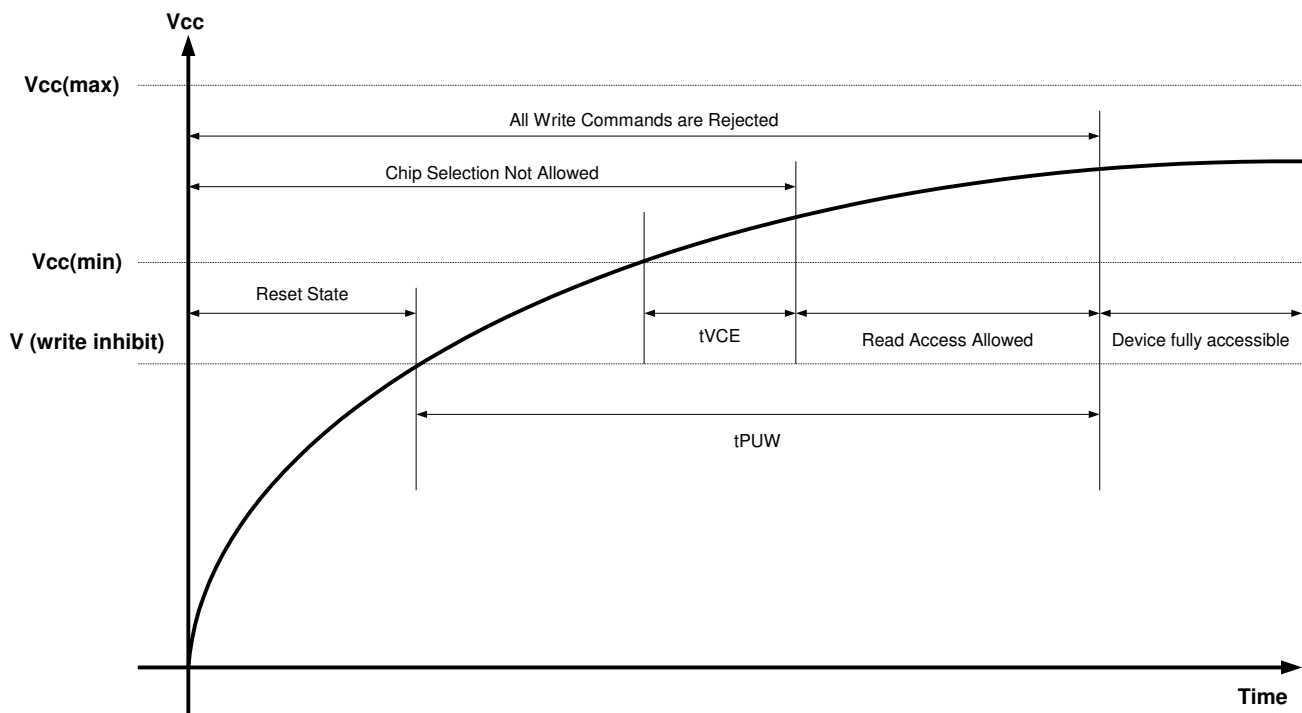 Vcc
Vcc(max)
All Write Commands are Rejected
Chip Selection Not Allowed
Vcc(min)
Reset State
V (write inhibit)
tVCE
Read Access Allowed
Device fully accessible
tPUW
Time